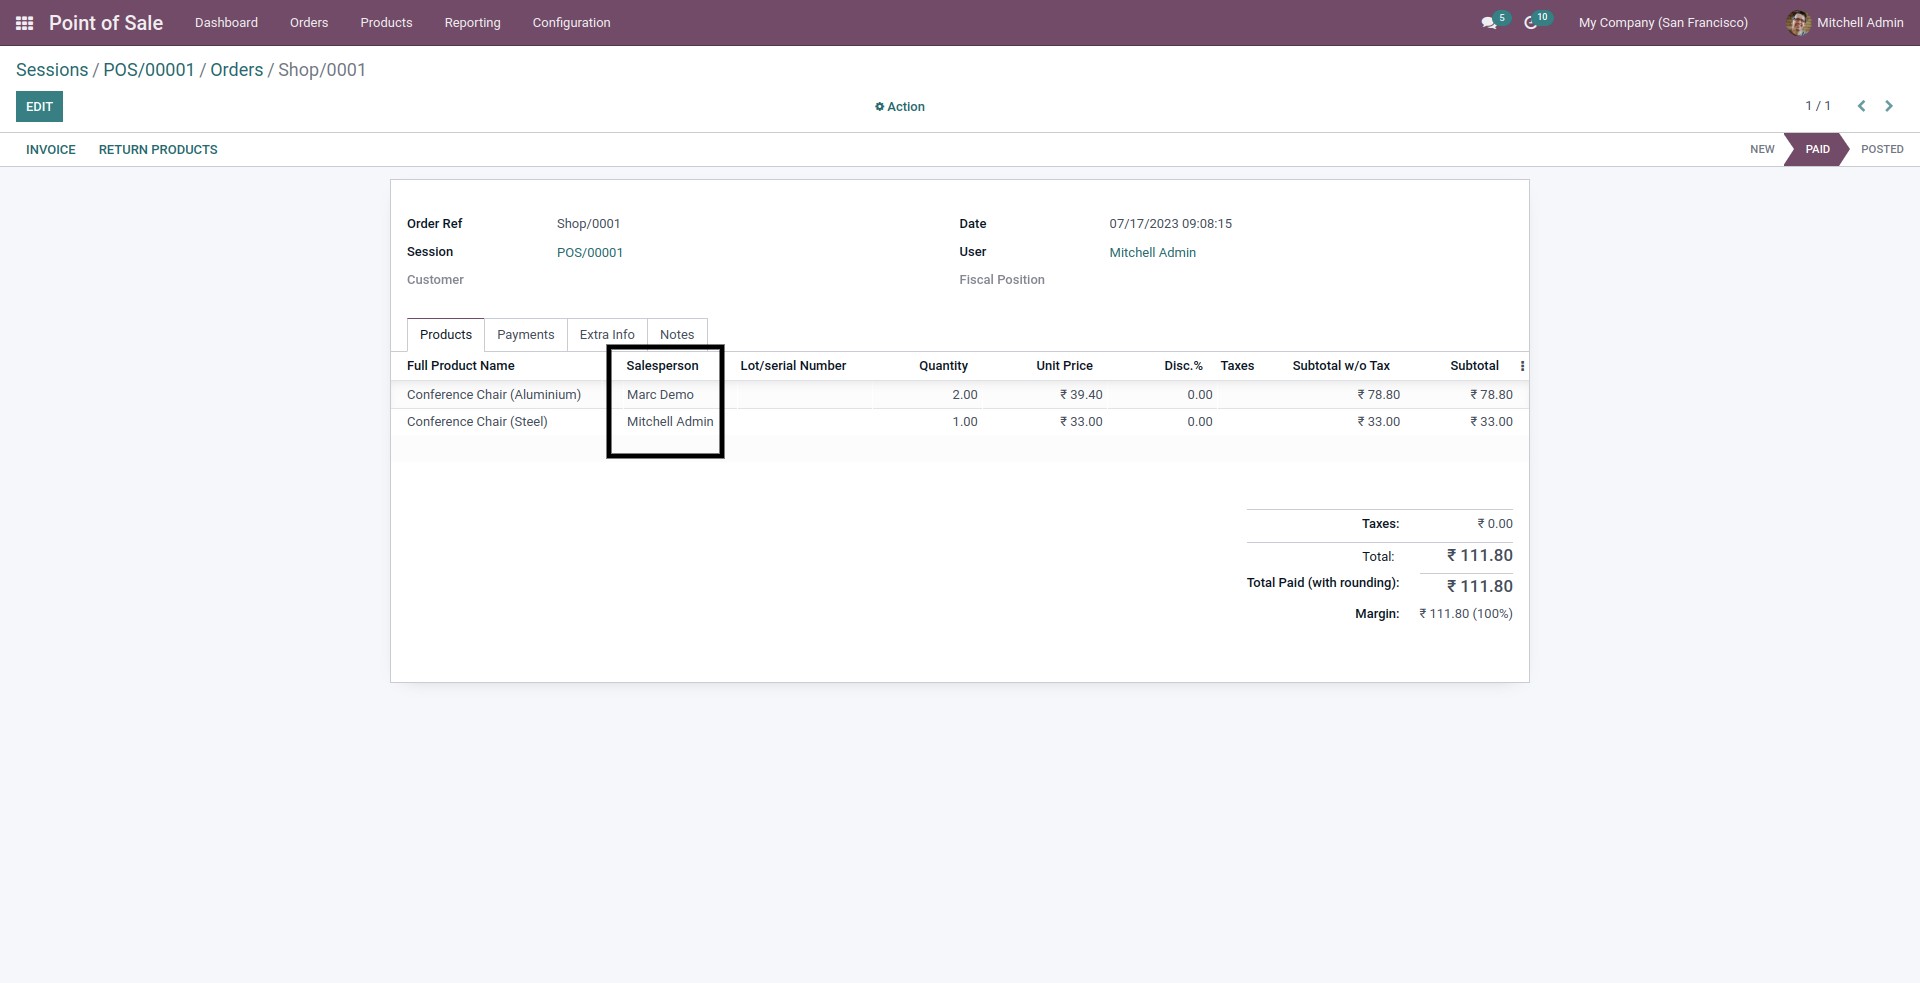 Point of Sale Dashboard Orders Products Reporting Configuration 5 10 My Company (San Francisco) Mitchell Admin
Sessions / POS/00001 / Orders / Shop/0001
EDIT Action 1 / 1
INVOICE RETURN PRODUCTS NEW PAID POSTED
Order Ref Shop/0001 Date 07/17/2023 09:08:15
Session POS/00001 User Mitchell Admin
Customer Fiscal Position
Products Payments Extra Info Notes
Full Product Name Salesperson Lot/serial Number Quantity Unit Price Disc.% Taxes Subtotal w/o Tax Subtotal
Conference Chair (Aluminium) Marc Demo 2.00 ₹ 39.40 0.00 ₹ 78.80 ₹ 78.80
Conference Chair (Steel) Mitchell Admin 1.00 ₹ 33.00 0.00 ₹ 33.00 ₹ 33.00
Taxes: ₹ 0.00
Total: ₹ 111.80
Total Paid (with rounding): ₹ 111.80
Margin: ₹ 111.80 (100%)